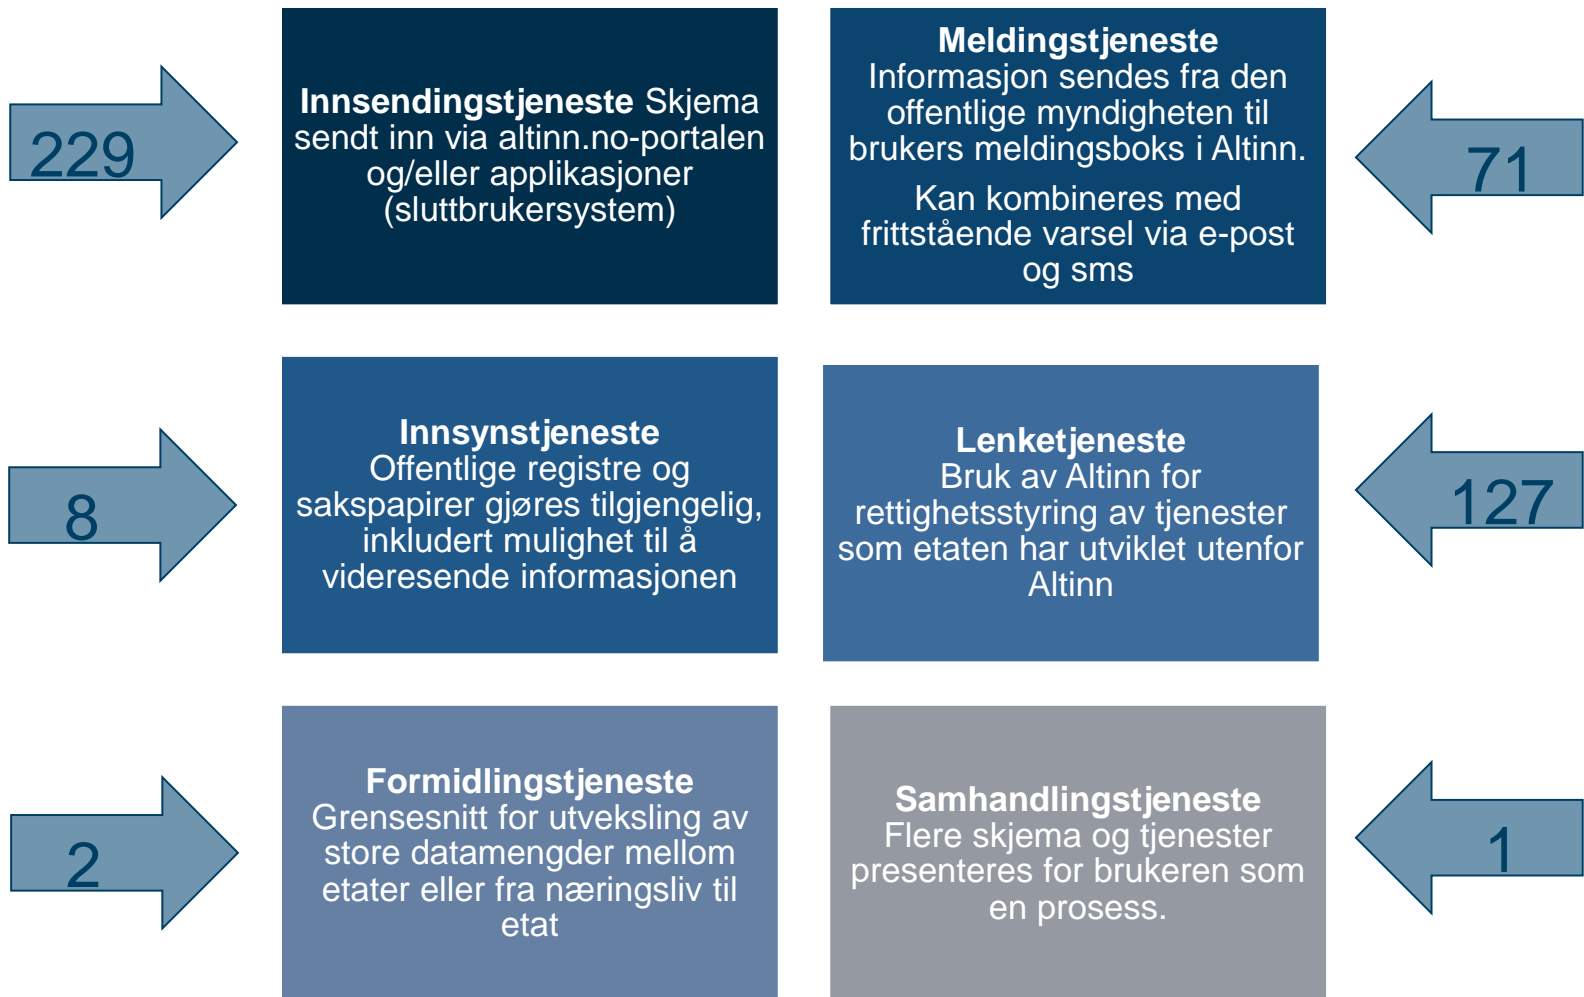 229
Innsendingstjeneste Skjema
sendt inn via altinn.no-portalen
og/eller applikasjoner
(sluttbrukersystem)
Meldingstjeneste
Informasjon sendes fra den
offentlige myndigheten til
brukers meldingsboks i Altinn.
Kan kombineres med
frittstående varsel via e-post
og sms
71
8
Innsynstjeneste
Offentlige registre og
sakspapirer gjøres tilgjengelig,
inkludert mulighet til å
videresende informasjonen
Lenketjeneste
Bruk av Altinn for
rettighetsstyring av tjenester
som etaten har utviklet utenfor
Altinn
127
2
Formidlingstjeneste
Grensesnitt for utveksling av
store datamengder mellom
etater eller fra næringsliv til
etat
Samhandlingstjeneste
Flere skjema og tjenester
presenteres for brukeren som
en prosess.
1